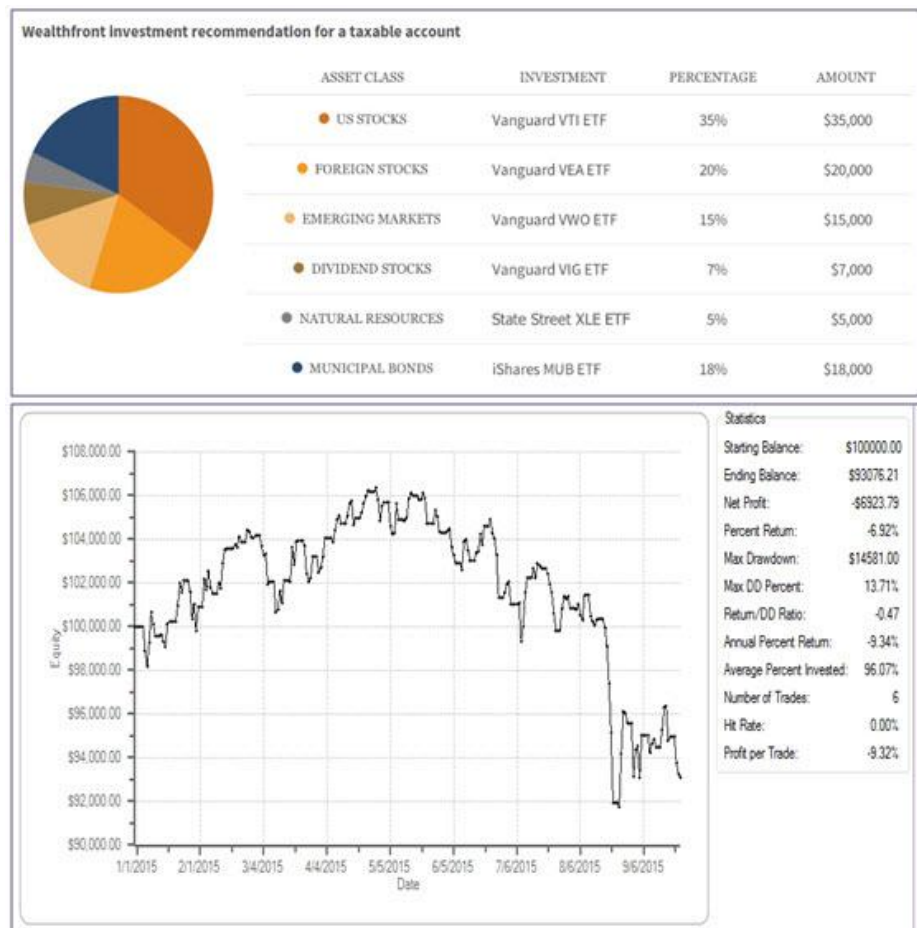 Wealthfront investment recommendation for a taxable account
ASSET CLASS INVESTMENT PERCENTAGE AMOUNT
US STOCKS Vanguard VTI ETF 35% $35,000
FOREIGN STOCKS Vanguard VEA ETF 20% $20,000
EMERGING MARKETS Vanguard VWO ETF 15% $15,000
DIVIDEND STOCKS Vanguard VIG ETF 7% $7,000
NATURAL RESOURCES State Street XLE ETF 5% $5,000
MUNICIPAL BONDS iShares MUB ETF 18% $18,000
$108,000.00
$106,000.00
$104,000.00
$102,000.00
$100,000.00
$98,000.00
$96,000.00
$94,000.00
$92,000.00
$90,000.00
Equity
1/1/2015 2/1/2015 3/4/2015 4/4/2015 5/5/2015 6/5/2015 7/6/2015 8/6/2015 9/6/2015
Date
Statistics
Starting Balance: $100000.00
Ending Balance: $93076.21
Net Profit: -$6923.79
Percent Return: -6.92%
Max Drawdown: $14581.00
Max DD Percent: 13.71%
Return/DD Ratio: -0.47
Annual Percent Return: -9.34%
Average Percent Invested: 96.07%
Number of Trades: 6
Hit Rate: 0.00%
Profit per Trade: -9.32%